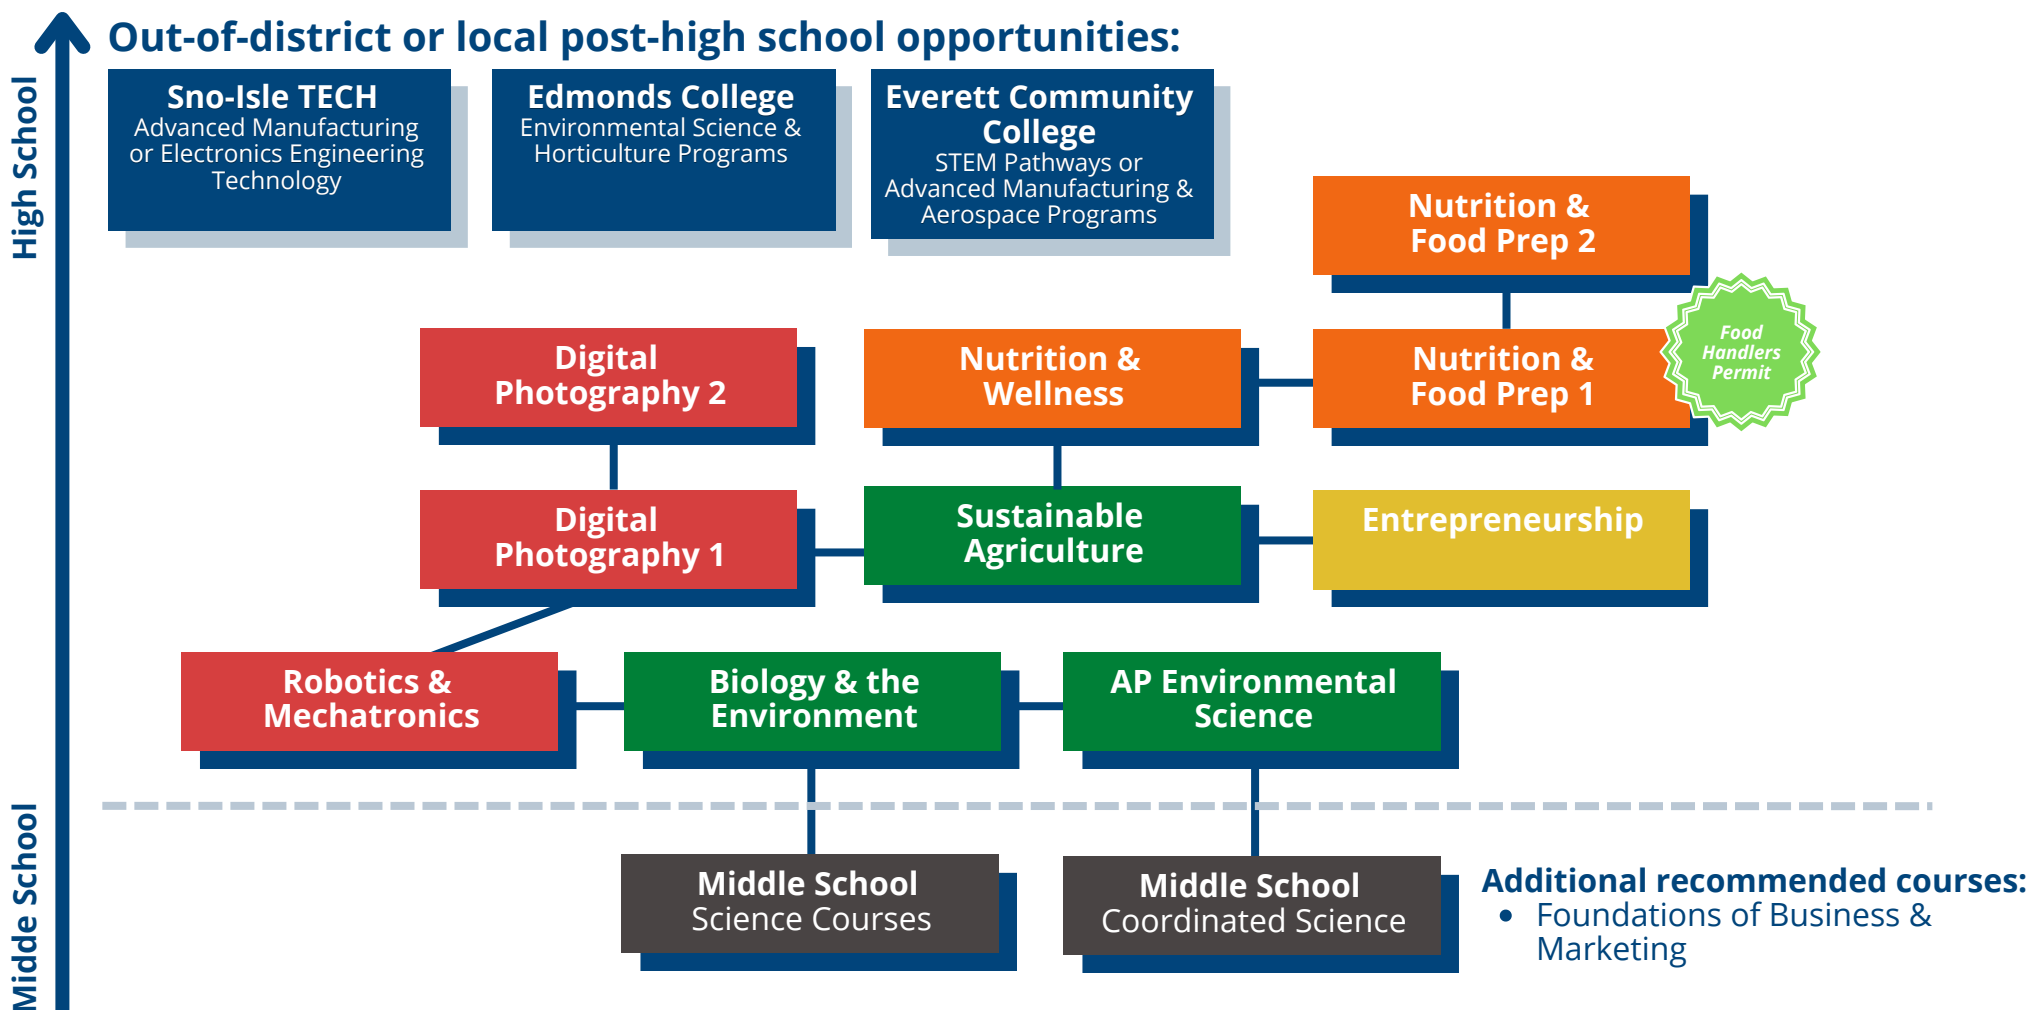 Out-of-district or local post-high school opportunities:
High School
Sno-Isle TECH
Advanced Manufacturing
or Electronics Engineering
Technology
Edmonds College
Environmental Science &
Horticulture Programs
Everett Community
College
STEM Pathways or
Advanced Manufacturing &
Aerospace Programs
Nutrition &
Food Prep 2
Digital
Photography 2
Nutrition &
Wellness
Nutrition &
Food Prep 1
Food
Handlers
Permit
Digital
Photography 1
Sustainable
Agriculture
Entrepreneurship
Robotics &
Mechatronics
Biology & the
Environment
AP Environmental
Science
Midde School
Middle School
Science Courses
Middle School
Coordinated Science
Additional recommended courses:
• Foundations of Business &
Marketing